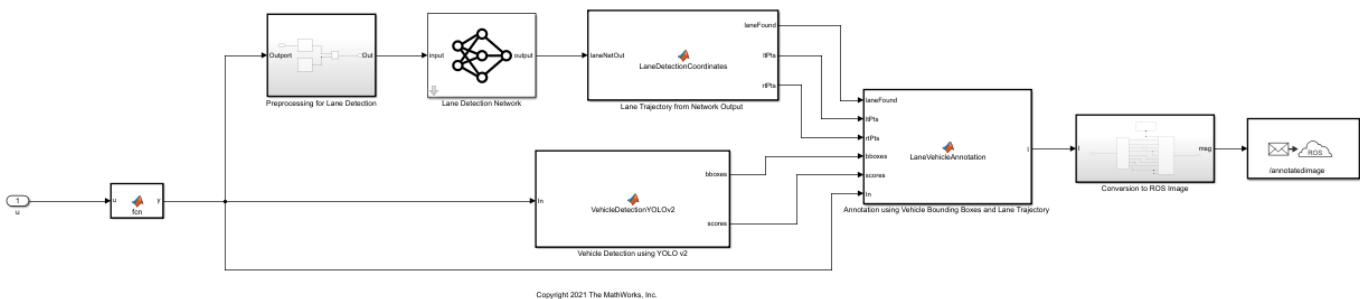 1
u
u
fcn
y
Outport
Out
Preprocessing for Lane Detection
input
output
Lane Detection Network
laneNetOut
LaneDetectionCoordinates
laneFound
ltPts
rtPts
Lane Trajectory from Network Output
In
VehicleDetectionYOLOv2
bboxes
scores
Vehicle Detection using YOLO v2
laneFound
ltPts
rtPts
bboxes
scores
In
LaneVehicleAnnotation
I
Annotation using Vehicle Bounding Boxes and Lane Trajectory
I
msg
Conversion to ROS Image
ROS
/annotatedimage
Copyright 2021 The MathWorks, Inc.